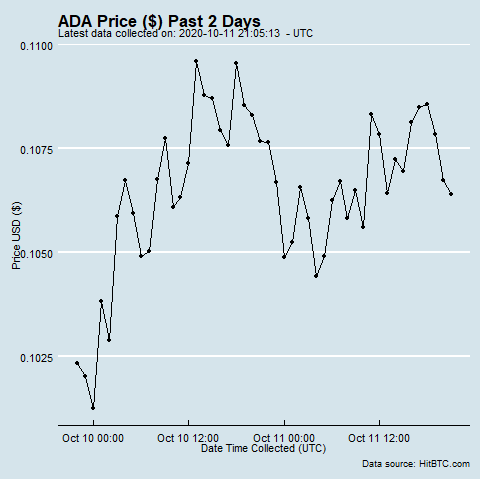 ADA Price ($) Past 2 Days
Latest data collected on: 2020-10-11 21:05:13 - UTC
0.1100
0.1075
0.1050
0.1025
Price USD ($)
Oct 10 00:00
Oct 10 12:00
Oct 11 00:00
Oct 11 12:00
Date Time Collected (UTC)
Data source: HitBTC.com